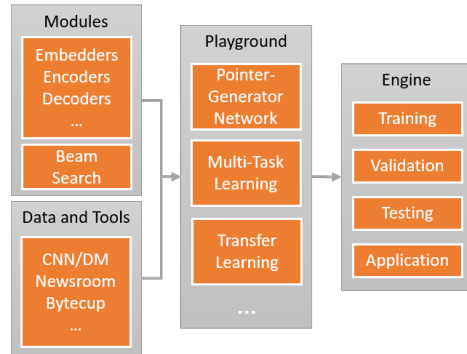 Modules
Embedders
Encoders
Decoders
...
Beam
Search
Data and Tools
CNN/DM
Newsroom
Bytecup
...
Playground
Pointer-
Generator
Network
Multi-Task
Learning
Transfer
Learning
...
Engine
Training
Validation
Testing
Application